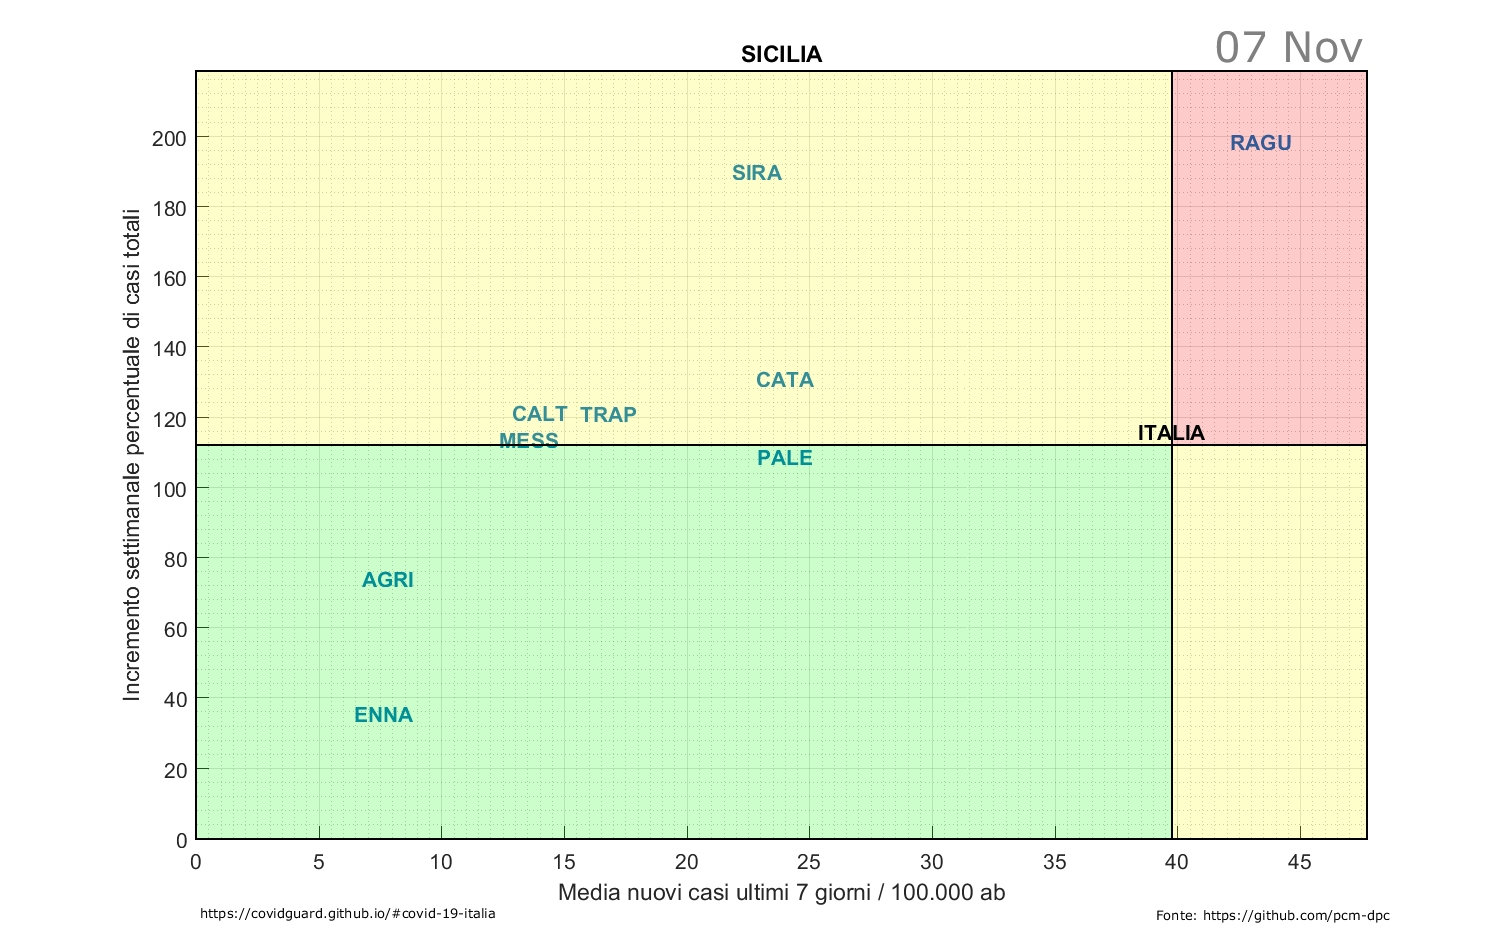 07 Nov
SICILIA
Incremento settimanale percentuale di casi totali
200
180
160
140
120
100
80
60
40
20
0
RAGU
SIRA
CATA
CALT TRAP
ITALIA
MESS
PALE
AGRI
ENNA
0 5 10 15 20 25 30 35 40 45
Media nuovi casi ultimi 7 giorni / 100.000 ab
https://covidguard.github.io/#covid-19-italia
Fonte: https://github.com/pcm-dpc